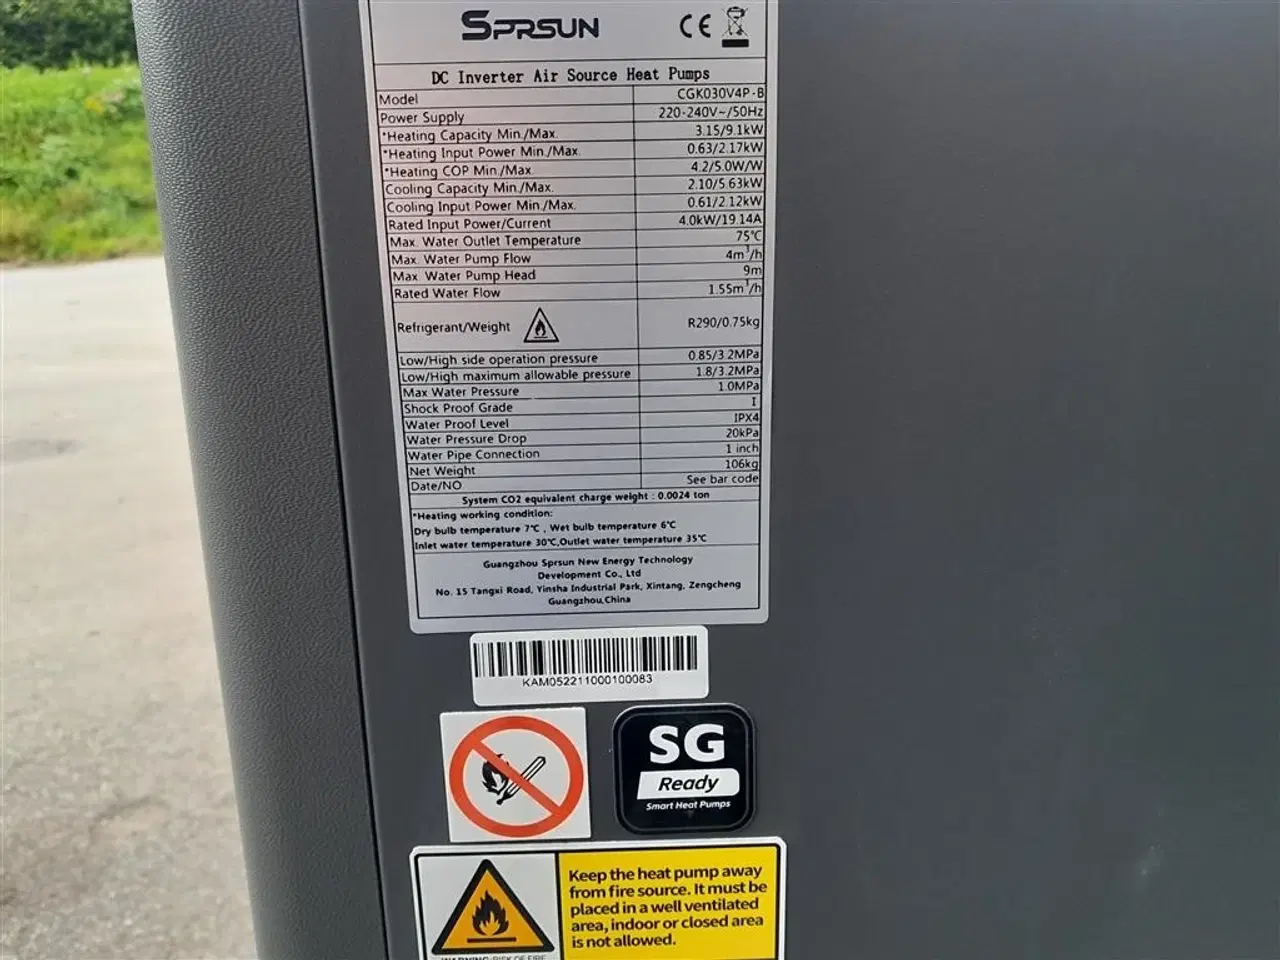 SPRSUN
CE
DC Inverter Air Source Heat Pumps
Model CGK030V4P-B
Power Supply 220-240V~/50Hz
*Heating Capacity Min./Max. 3.15/9.1kW
*Heating Input Power Min./Max. 0.63/2.17kW
*Heating COP Min./Max. 4.2/5.0W/W
Cooling Capacity Min./Max. 2.10/5.63kW
Cooling Input Power Min./Max. 0.61/2.12kW
Rated Input Power/Current 4.0kW/19.14A
Max. Water Outlet Temperature 75℃
Max. Water Pump Flow 4m³/h
Max. Water Pump Head 9m
Rated Water Flow 1.55m³/h
Refrigerant/Weight R290/0.75kg
Low/High side operation pressure 0.85/3.2MPa
Low/High maximum allowable pressure 1.8/3.2MPa
Max Water Pressure 1.0MPa
Shock Proof Grade I
Water Proof Level IPX4
Water Pressure Drop 20kPa
Water Pipe Connection 1 inch
Net Weight 106kg
Date/NO See bar code
System CO2 equivalent charge weight : 0.0024 ton
*Heating working condition:
Dry bulb temperature 7℃ , Wet bulb temperature 6℃
Inlet water temperature 30℃,Outlet water temperature 35℃
Guangzhou Sprsun New Energy Technology
Development Co., Ltd
No. 15 Tangxi Road, Yinsha Industrial Park, Xintang, Zengcheng
Guangzhou,China
KAM052211000100083
SG
Ready
Smart Heat Pumps
Keep the heat pump away
from fire source. It must be
placed in a well ventilated
area, indoor or closed area
is not allowed.
WARNING: RISK OF FIRE